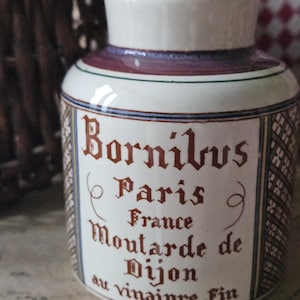 Bornibus
Paris
France
Moutarde de
Dijon
au vinaigre fin